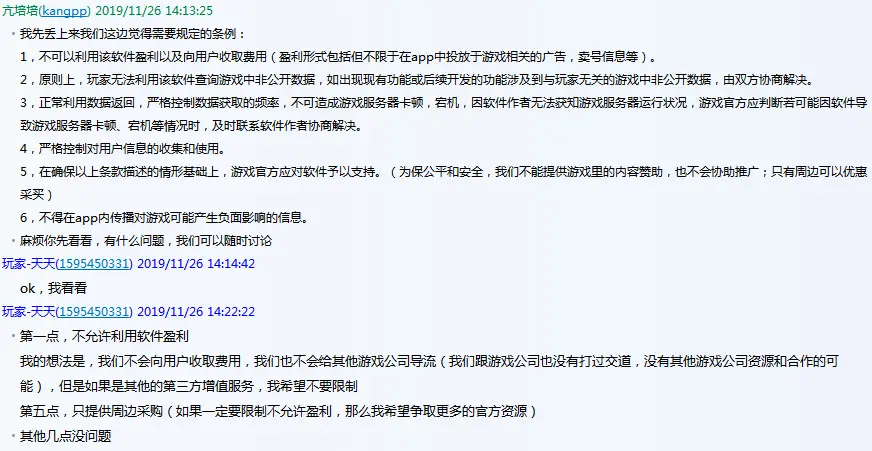 亢培培(kangpp) 2019/11/26 14:13:25
• 我先丢上来我们这边觉得需要规定的条例：
1，不可以利用该软件盈利以及向用户收取费用（盈利形式包括但不限于在app中投放于游戏相关的广告，卖号信息等）。
2，原则上，玩家无法利用该软件查询游戏中非公开数据，如出现现有功能或后续开发的功能涉及到与玩家无关的游戏中非公开数据，由双方协商解决。
3，正常利用数据返回，严格控制数据获取的频率，不可造成游戏服务器卡顿，宕机，因软件作者无法获知游戏服务器运行状况，游戏官方应判断若可能因软件导
致游戏服务器卡顿、宕机等情况时，及时联系软件作者协商解决。
4，严格控制对用户信息的收集和使用。
5，在确保以上条款描述的情形基础上，游戏官方应对软件予以支持。（为保公平和安全，我们不能提供游戏里的内容赞助，也不会协助推广；只有周边可以优惠
采买）
6，不得在app内传播对游戏可能产生负面影响的信息。
• 麻烦你先看看，有什么问题，我们可以随时讨论
玩家-天天(1595450331) 2019/11/26 14:14:42
ok，我看看
玩家-天天(1595450331) 2019/11/26 14:22:22
• 第一点，不允许利用软件盈利
我的想法是，我们不会向用户收取费用，我们也不会给其他游戏公司导流（我们跟游戏公司也没有打过交道，没有其他游戏公司资源和合作的可
能），但是如果是其他的第三方增值服务，我希望不要限制
第五点，只提供周边采购（如果一定要限制不允许盈利，那么我希望争取更多的官方资源）
• 其他几点没问题